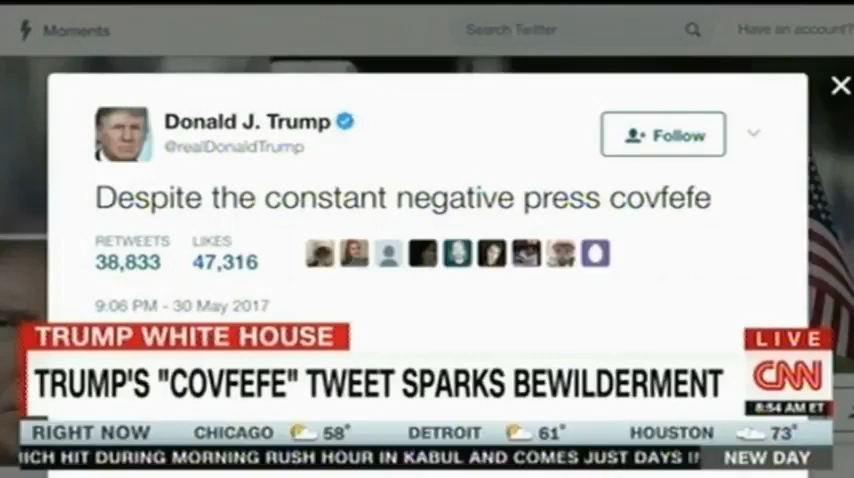 Moments
Search Twitter
Have an account?
Donald J. Trump
@realDonaldTrump
Follow
Despite the constant negative press covfefe
RETWEETS LIKES
38,833 47,316
9:06 PM - 30 May 2017
TRUMP WHITE HOUSE
LIVE
TRUMP'S "COVFEFE" TWEET SPARKS BEWILDERMENT
CNN
8:54 AM ET
RIGHT NOW CHICAGO 58° DETROIT 61° HOUSTON 73°
HIT DURING MORNING RUSH HOUR IN KABUL AND COMES JUST DAYS NEW DAY